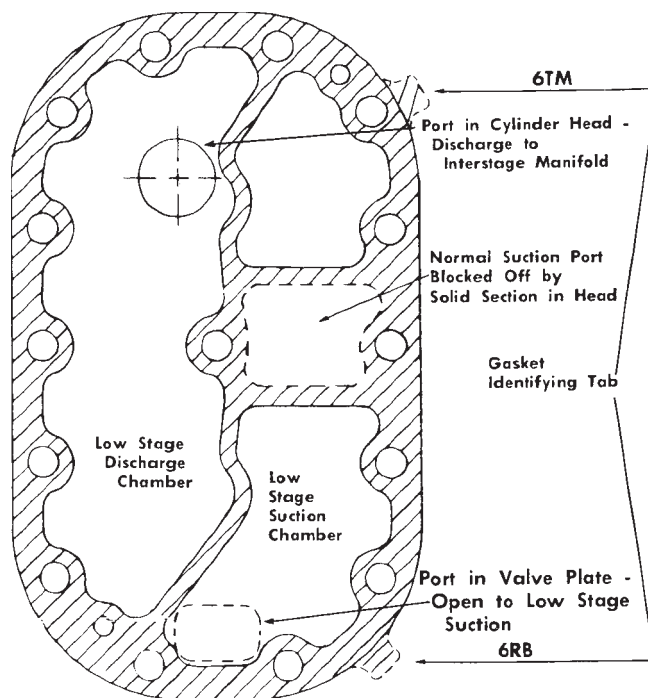 6TM
Port in Cylinder Head -
Discharge to
Interstage Manifold
Normal Suction Port
Blocked Off by
Solid Section in Head
Gasket
Identifying Tab
Low Stage
Discharge
Chamber
Low
Stage
Suction
Chamber
Port in Valve Plate -
Open to Low Stage
Suction
6RB